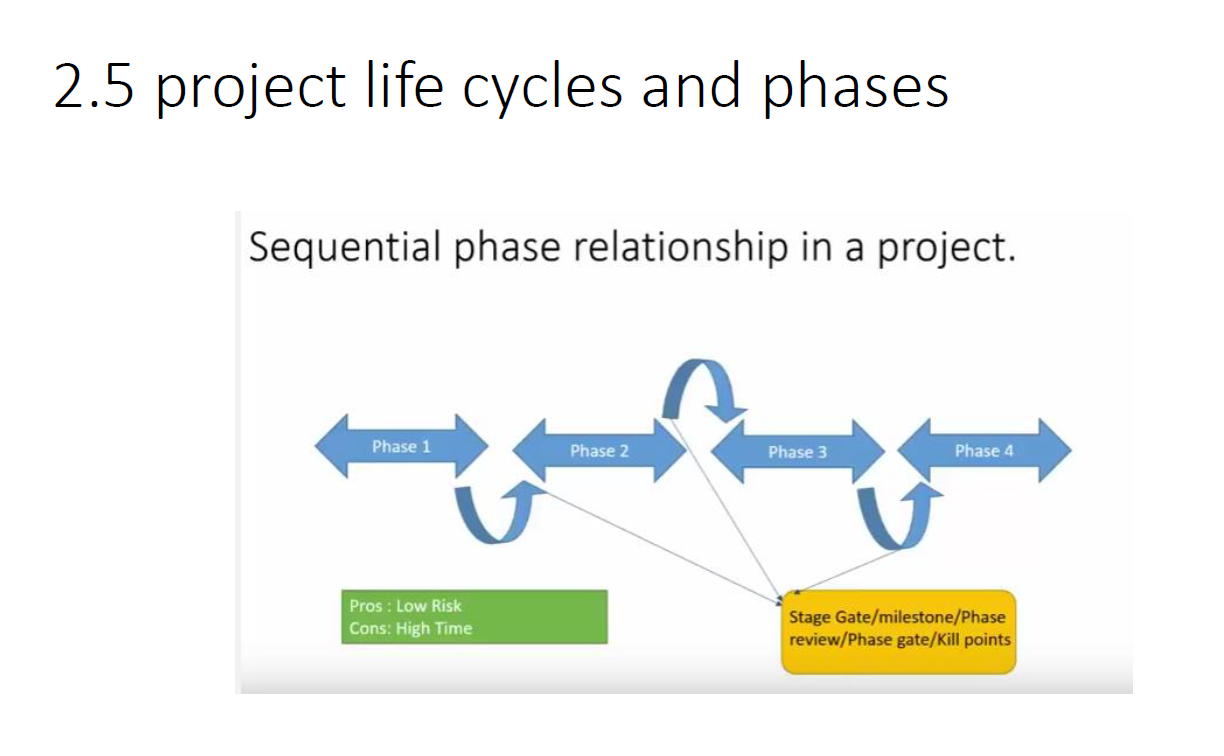 2.5 project life cycles and phases
Sequential phase relationship in a project.
Phase 1
Phase 2
Phase 3
Phase 4
Pros : Low Risk
Cons: High Time
Stage Gate/milestone/Phase
review/Phase gate/Kill points